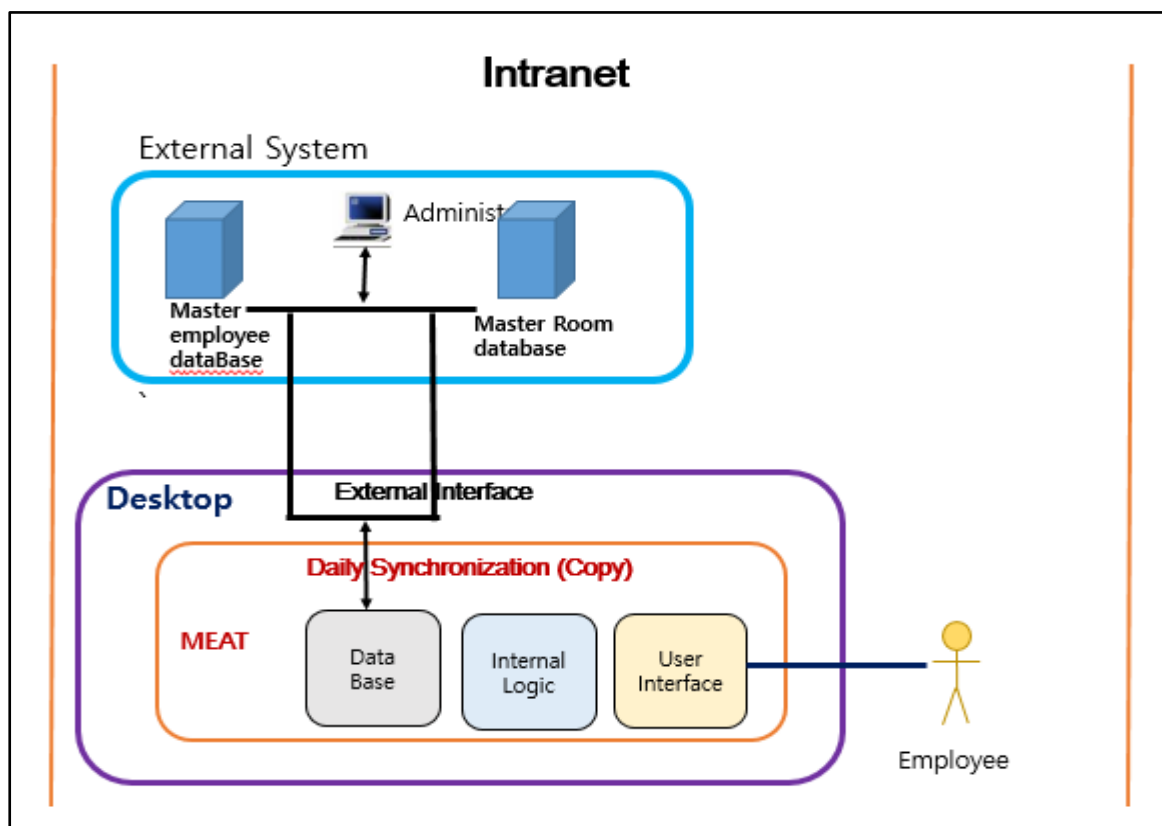 Intranet
External System
Administ
Master
employee
dataBase
Master Room
database
`
Desktop
External Interface
Daily Synchronization (Copy)
MEAT
Data
Base
Internal
Logic
User
Interface
Employee